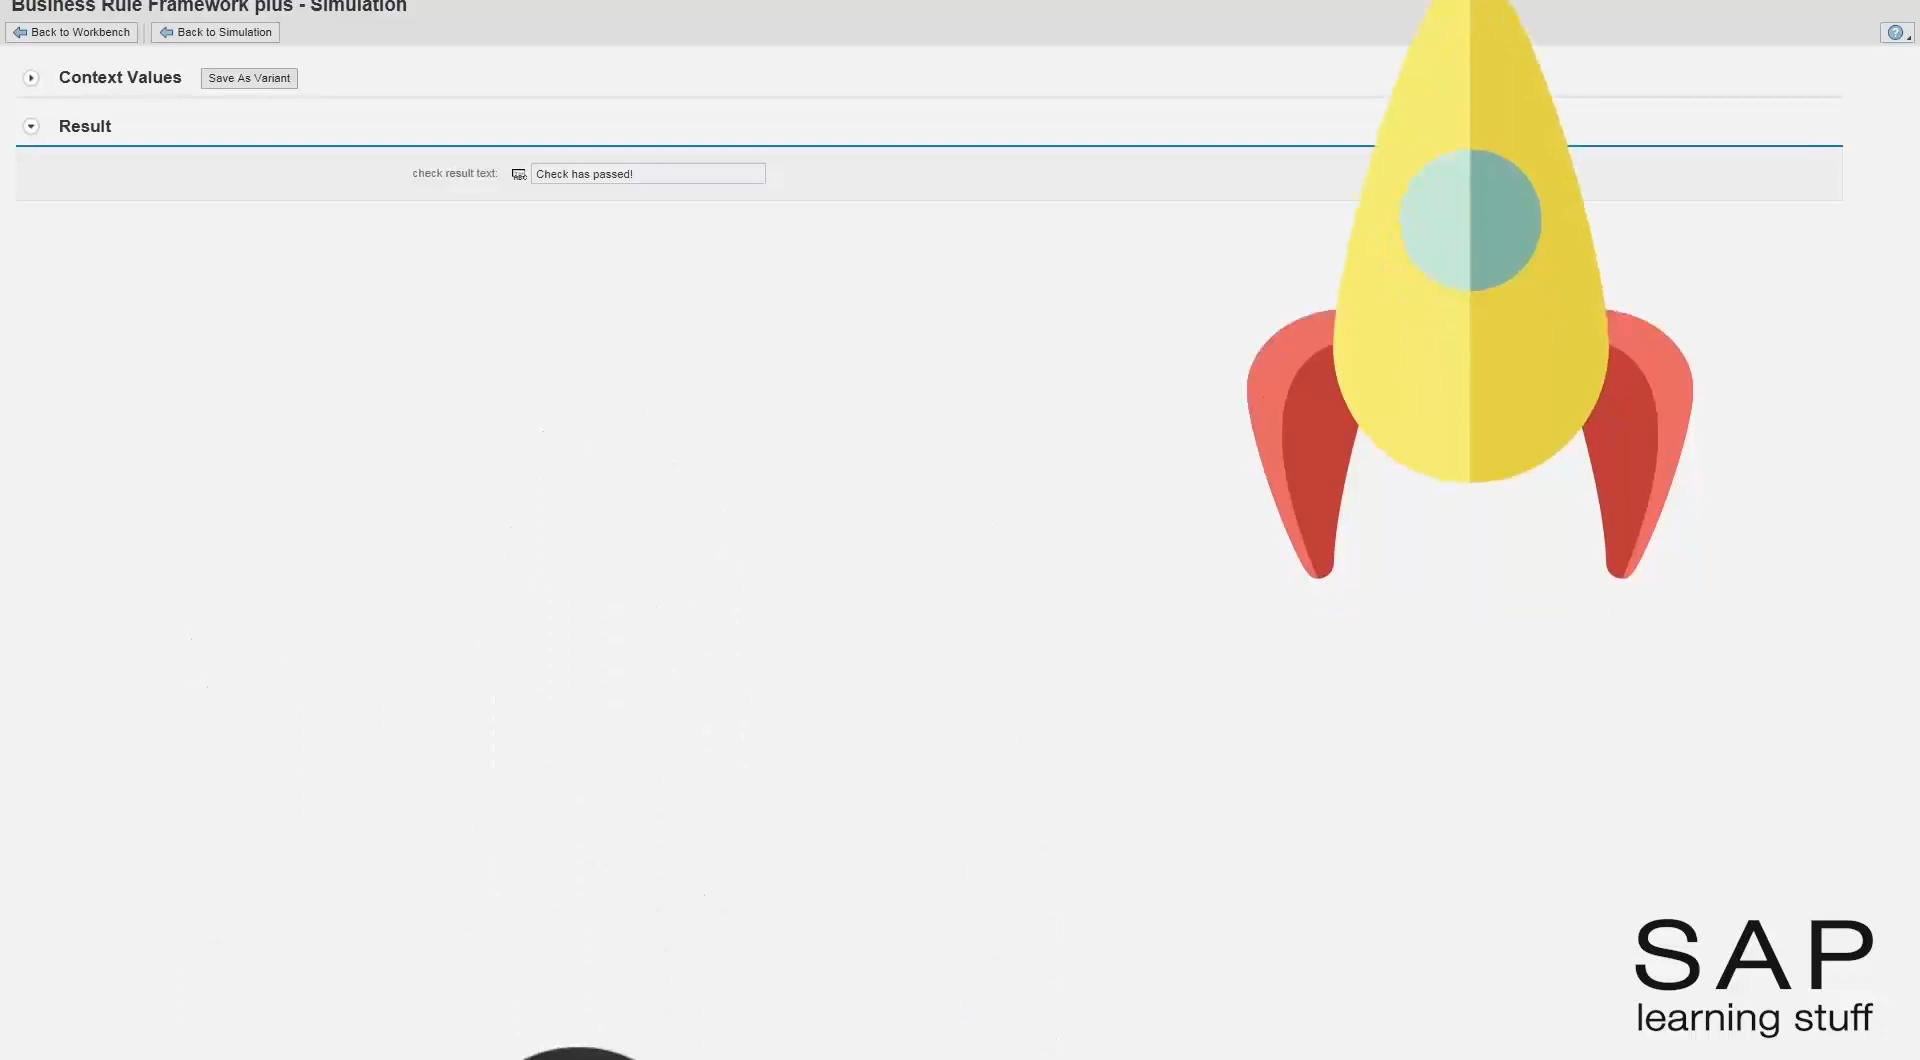 Business Rule Framework plus - Simulation
Back to Workbench
Back to Simulation
Context Values
Save As Variant
Result
check result text:
ABC
Check has passed!
SAP
learning stuff